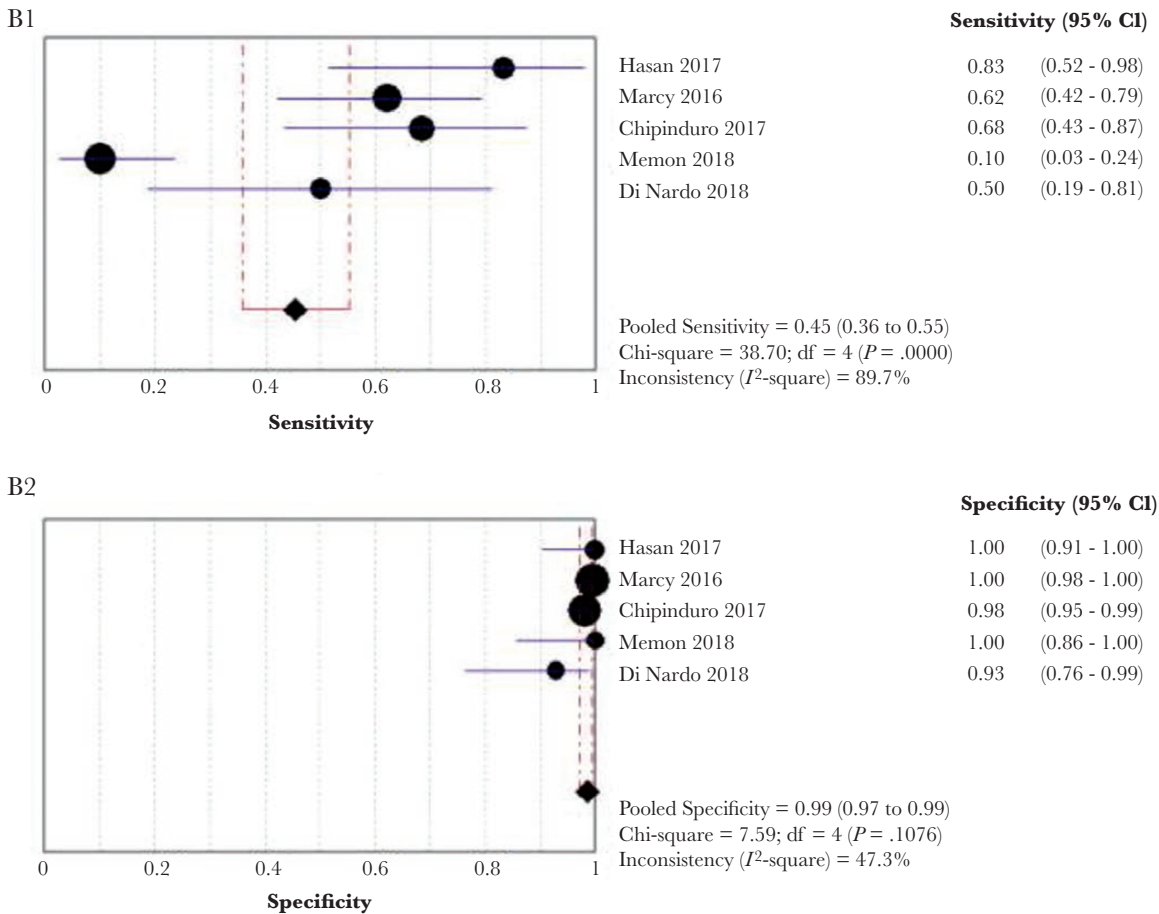 B1
Sensitivity (95% Cl)
Hasan 2017 0.83 (0.52 - 0.98)
Marcy 2016 0.62 (0.42 - 0.79)
Chipinduro 2017 0.68 (0.43 - 0.87)
Memon 2018 0.10 (0.03 - 0.24)
Di Nardo 2018 0.50 (0.19 - 0.81)
Pooled Sensitivity = 0.45 (0.36 to 0.55)
Chi-square = 38.70; df = 4 (P = .0000)
Inconsistency (I²-square) = 89.7%
0 0.2 0.4 0.6 0.8 1
Sensitivity
B2
Specificity (95% Cl)
Hasan 2017 1.00 (0.91 - 1.00)
Marcy 2016 1.00 (0.98 - 1.00)
Chipinduro 2017 0.98 (0.95 - 0.99)
Memon 2018 1.00 (0.86 - 1.00)
Di Nardo 2018 0.93 (0.76 - 0.99)
Pooled Specificity = 0.99 (0.97 to 0.99)
Chi-square = 7.59; df = 4 (P = .1076)
Inconsistency (I²-square) = 47.3%
0 0.2 0.4 0.6 0.8 1
Specificity